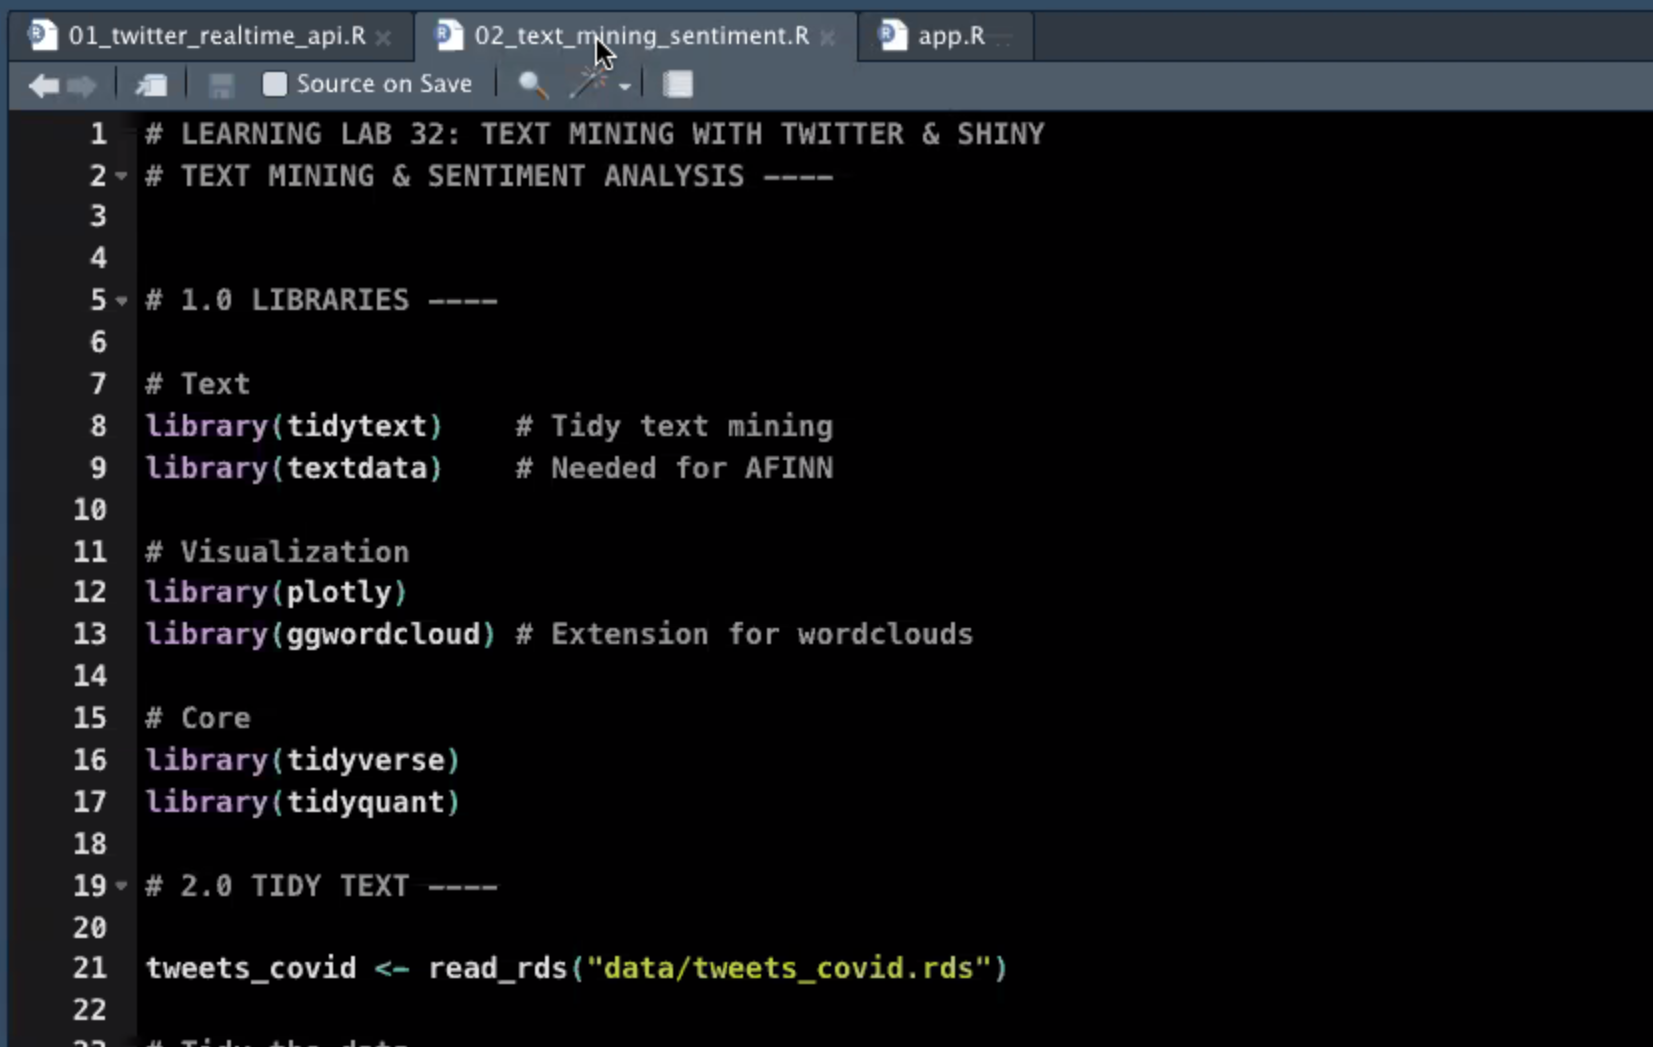 01_twitter_realtime_api.R
02_text_mining_sentiment.R
app.R
Source on Save
1 # LEARNING LAB 32: TEXT MINING WITH TWITTER & SHINY
2 # TEXT MINING & SENTIMENT ANALYSIS ----
3
4
5 # 1.0 LIBRARIES ----
6
7 # Text
8 library(tidytext)    # Tidy text mining
9 library(textdata)    # Needed for AFINN
10
11 # Visualization
12 library(plotly)
13 library(ggwordcloud) # Extension for wordclouds
14
15 # Core
16 library(tidyverse)
17 library(tidyquant)
18
19 # 2.0 TIDY TEXT ----
20
21 tweets_covid <- read_rds("data/tweets_covid.rds")
22
23 # Tidy the data